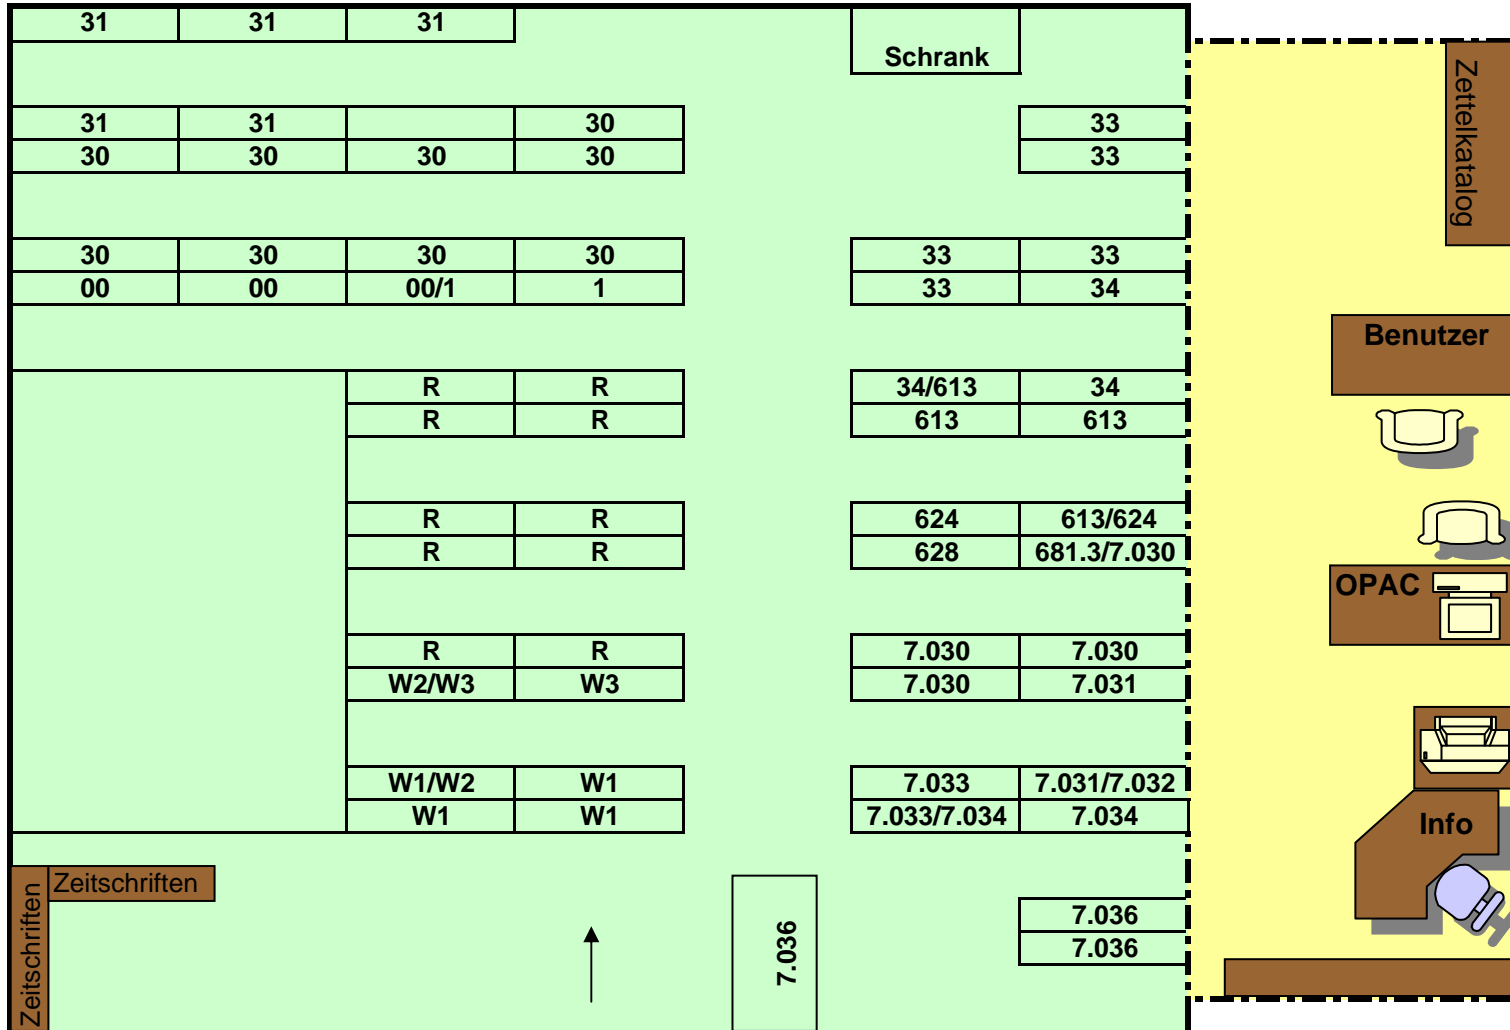 31 31 31
Schrank
Zettelkatalog
31 31 30 33
30 30 30 30 33
30 30 30 30 33 33
00 00 00/1 1 33 34
Benutzer
R R 34/613 34
R R 613 613
R R 624 613/624
R R 628 681.3/7.030
OPAC
R R 7.030 7.030
W2/W3 W3 7.030 7.031
W1/W2 W1 7.033 7.031/7.032
W1 W1 7.033/7.034 7.034
Info
Zeitschriften
Zeitschriften
7.036
7.036
7.036